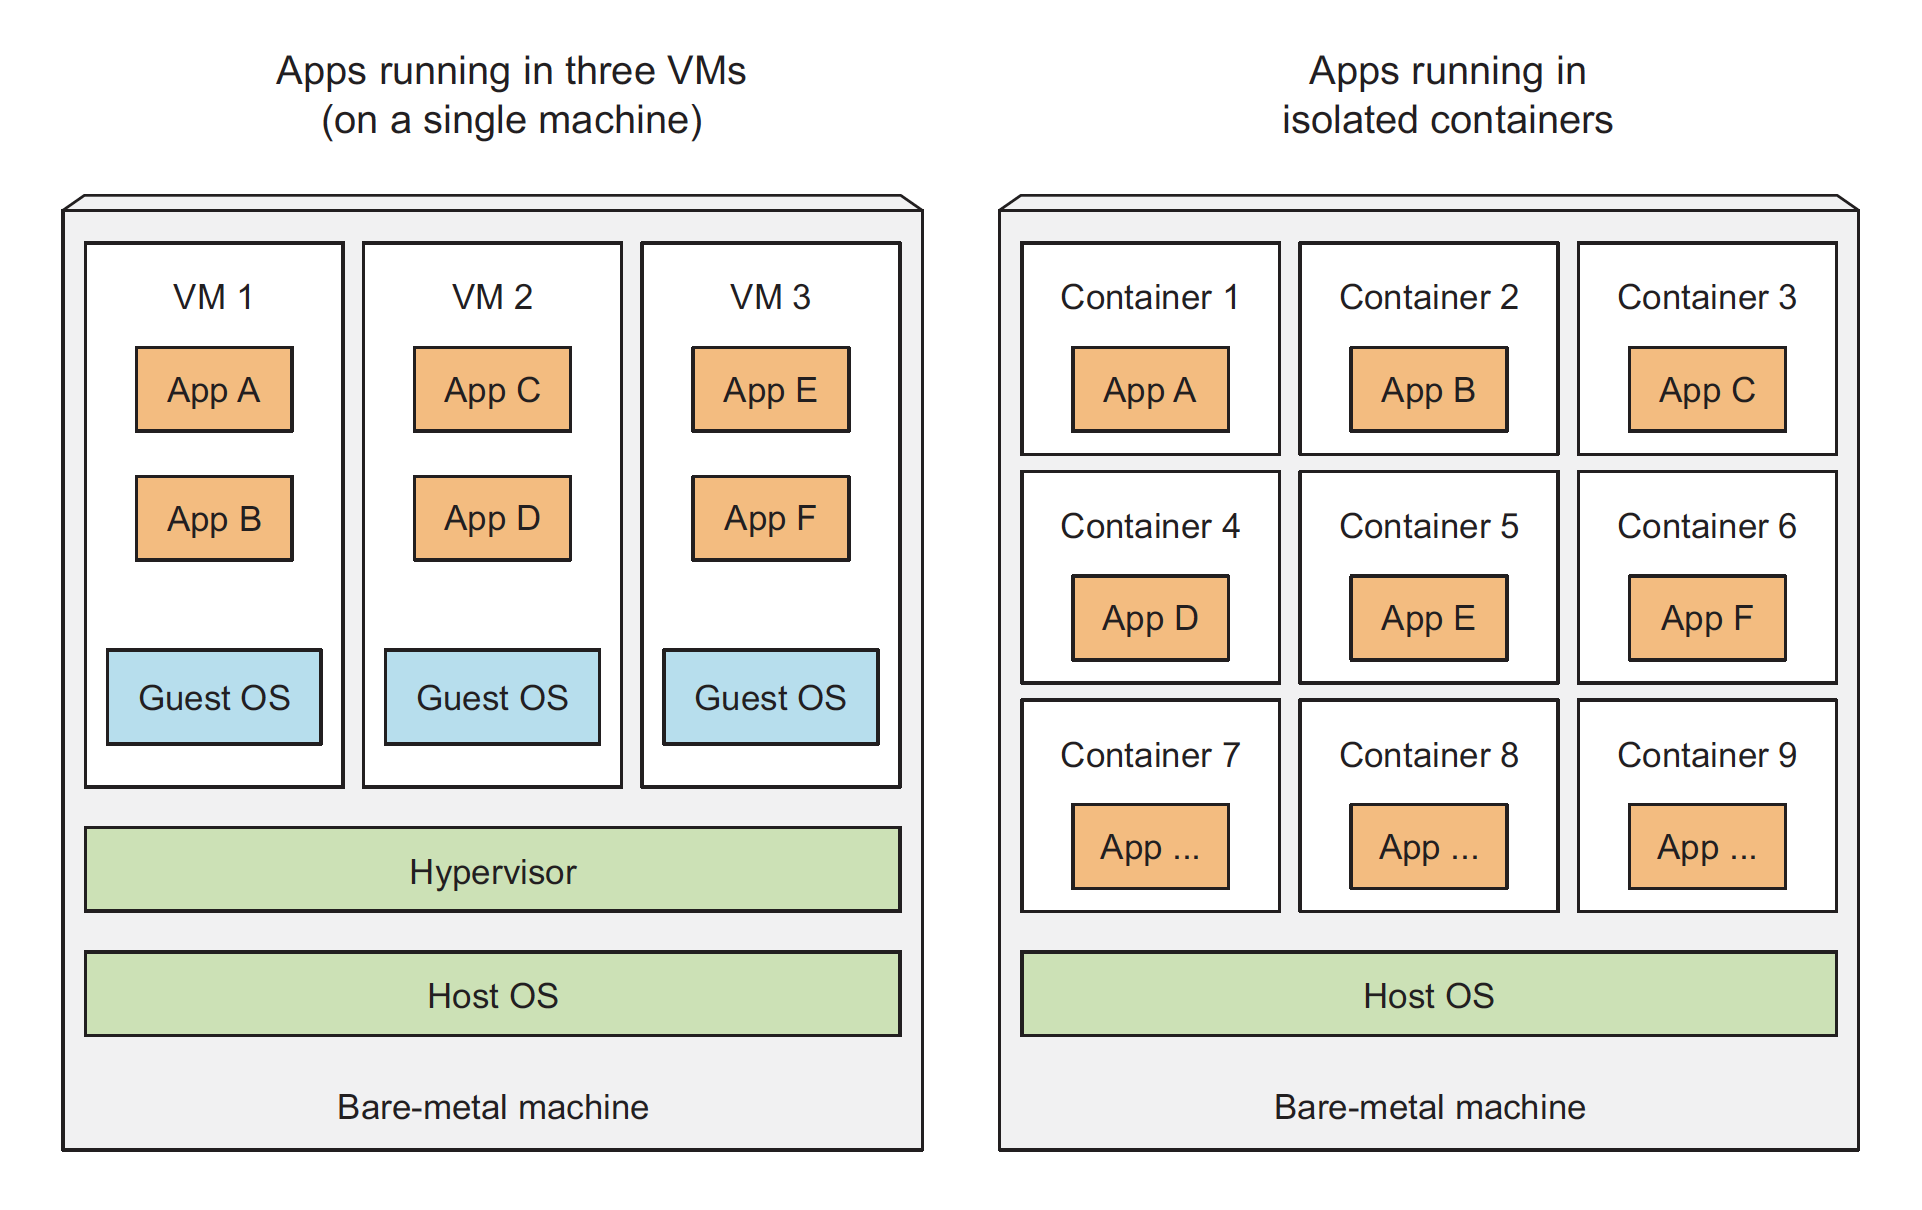 Apps running in three VMs
(on a single machine)
VM 1
VM 2
VM 3
App A
App C
App E
App B
App D
App F
Guest OS
Guest OS
Guest OS
Hypervisor
Host OS
Bare-metal machine
Apps running in
isolated containers
Container 1
Container 2
Container 3
App A
App B
App C
Container 4
Container 5
Container 6
App D
App E
App F
Container 7
Container 8
Container 9
App ...
App ...
App ...
Host OS
Bare-metal machine